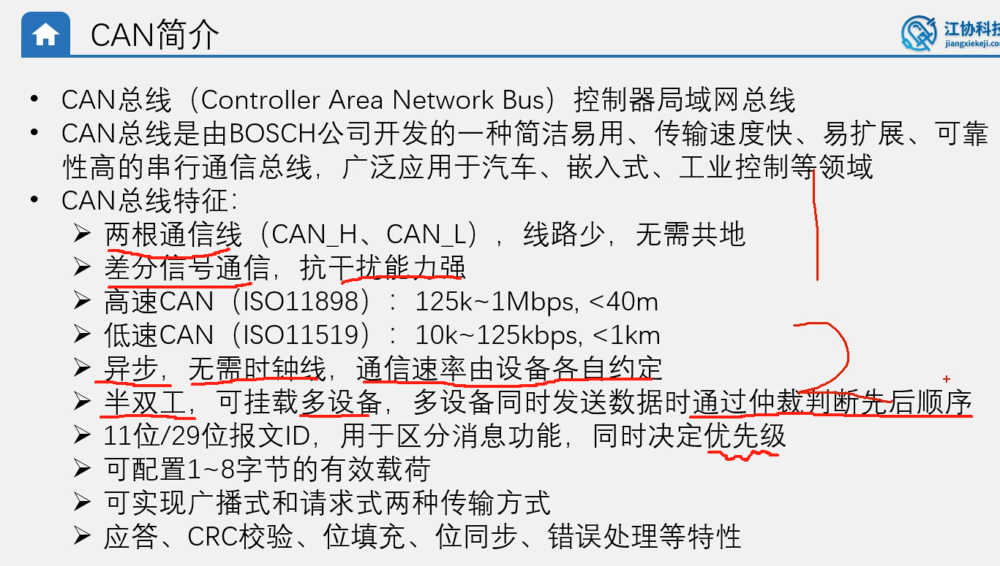 CAN简介
江协科技
jiangxiekeji.co
• CAN总线（Controller Area Network Bus）控制器局域网总线
• CAN总线是由BOSCH公司开发的一种简洁易用、传输速度快、易扩展、可靠
性高的串行通信总线，广泛应用于汽车、嵌入式、工业控制等领域
• CAN总线特征：
➢ 两根通信线（CAN_H、CAN_L），线路少，无需共地
➢ 差分信号通信，抗干扰能力强
➢ 高速CAN（ISO11898）：125k~1Mbps, <40m
➢ 低速CAN（ISO11519）：10k~125kbps, <1km
➢ 异步，无需时钟线，通信速率由设备各自约定
➢ 半双工，可挂载多设备，多设备同时发送数据时通过仲裁判断先后顺序
➢ 11位/29位报文ID，用于区分消息功能，同时决定优先级
➢ 可配置1~8字节的有效载荷
➢ 可实现广播式和请求式两种传输方式
➢ 应答、CRC校验、位填充、位同步、错误处理等特性